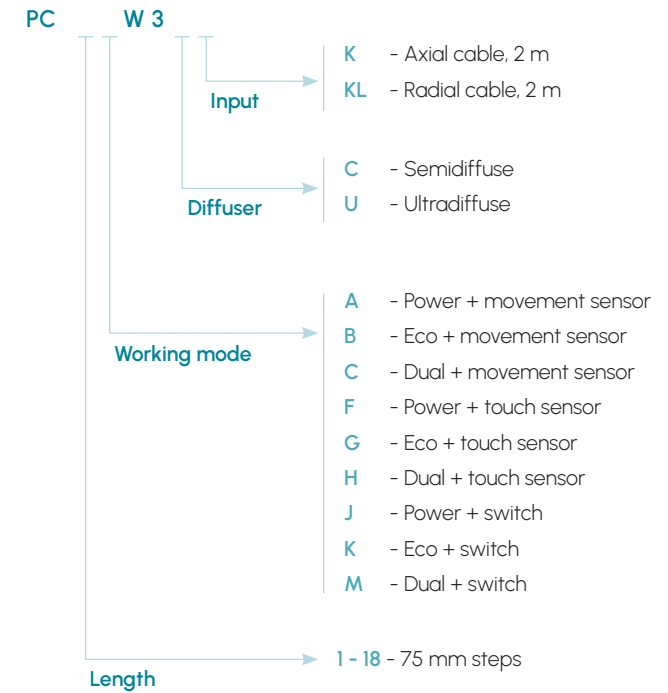 PC W 3
K - Axial cable, 2 m
KL - Radial cable, 2 m
Input
C - Semidiffuse
U - Ultradiffuse
Diffuser
A - Power + movement sensor
B - Eco + movement sensor
C - Dual + movement sensor
F - Power + touch sensor
G - Eco + touch sensor
H - Dual + touch sensor
J - Power + switch
K - Eco + switch
M - Dual + switch
Working mode
1 - 18 - 75 mm steps
Length